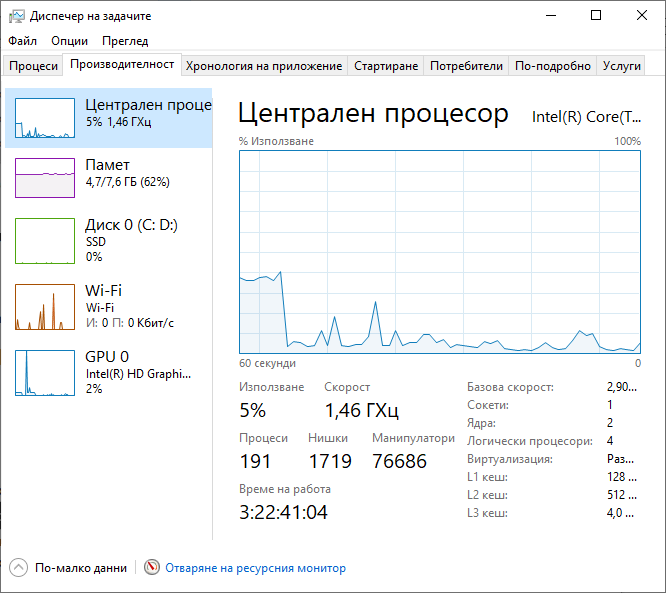 Диспечер на задачите
Файл Опции Преглед
Процеси Производителност Хронология на приложение Стартиране Потребители По-подробно Услуги
Централен проце
5% 1,46 ГХц
Памет
4,7/7,6 ГБ (62%)
Диск 0 (C: D:)
SSD
0%
Wi-Fi
Wi-Fi
И: 0 П: 0 Кбит/с
GPU 0
Intel(R) HD Graphi...
2%
Централен процесор Intel(R) Core(T...
% Използване 100%
60 секунди 0
Използване Скорост
5% 1,46 ГХц
Процеси Нишки Манипулатори
191 1719 76686
Време на работа
3:22:41:04
Базова скорост: 2,90...
Сокети: 1
Ядра: 2
Логически процесори: 4
Виртуализация: Раз...
L1 кеш: 128 ...
L2 кеш: 512 ...
L3 кеш: 4,0 ...
По-малко данни Отваряне на ресурсния монитор